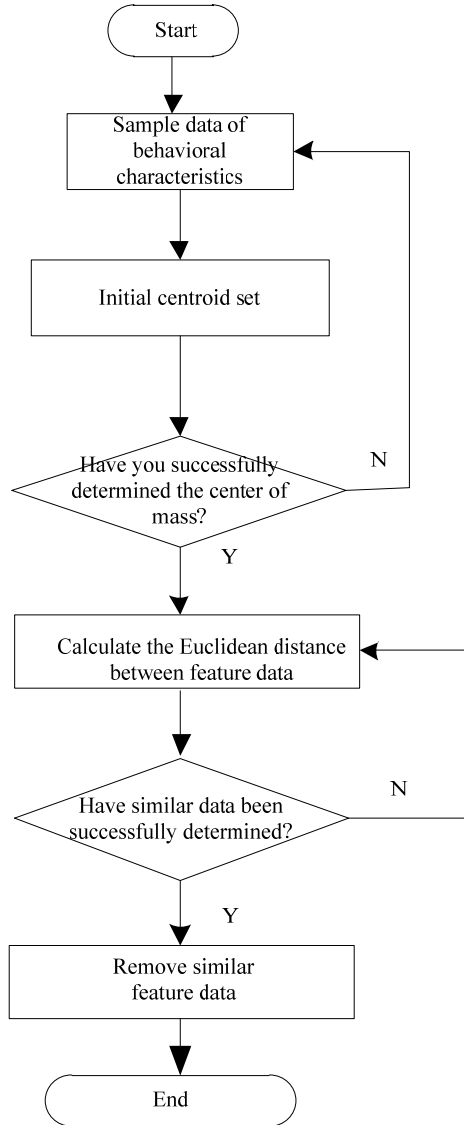 Start
Sample data of
behavioral
characteristics
Initial centroid set
Have you successfully
determined the center of
mass?
N
Y
Calculate the Euclidean distance
between feature data
Have similar data been
successfully determined?
N
Y
Remove similar
feature data
End